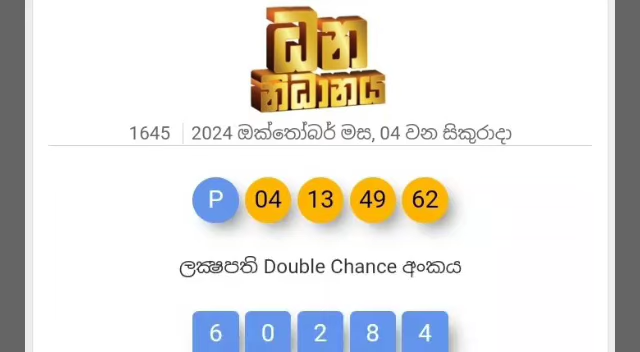 ධන
නිධානය
1645 2024 ඔක්තෝබර් මස, 04 වන සිකුරාදා
P 04 13 49 62
ලක්‍ෂපති Double Chance අංකය
6 0 2 8 4